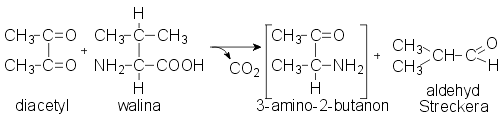 H
CH₃-C=O CH₃-C-CH₃ CH₃-C=O
+ + CH₃ CH-C=O
CH₃-C=O NH₂-C-COOH CO₂ CH₃-C-NH₂ CH₃ H
H H
diacetyl walina 3-amino-2-butanon aldehyd
Streckera